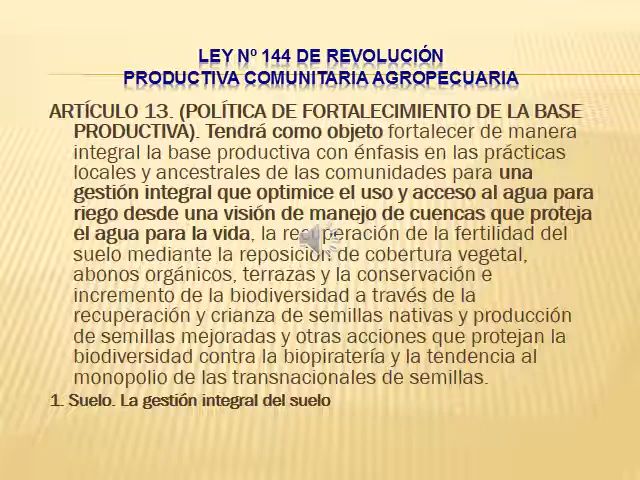 LEY Nº 144 DE REVOLUCIÓN
PRODUCTIVA COMUNITARIA AGROPECUARIA
ARTÍCULO 13. (POLÍTICA DE FORTALECIMIENTO DE LA BASE
PRODUCTIVA). Tendrá como objeto fortalecer de manera
integral la base productiva con énfasis en las prácticas
locales y ancestrales de las comunidades para una
gestión integral que optimice el uso y acceso al agua para
riego desde una visión de manejo de cuencas que proteja
el agua para la vida, la recuperación de la fertilidad del
suelo mediante la reposición de cobertura vegetal,
abonos orgánicos, terrazas y la conservación e
incremento de la biodiversidad a través de la
recuperación y crianza de semillas nativas y producción
de semillas mejoradas y otras acciones que protejan la
biodiversidad contra la biopiratería y la tendencia al
monopolio de las transnacionales de semillas.
1. Suelo. La gestión integral del suelo